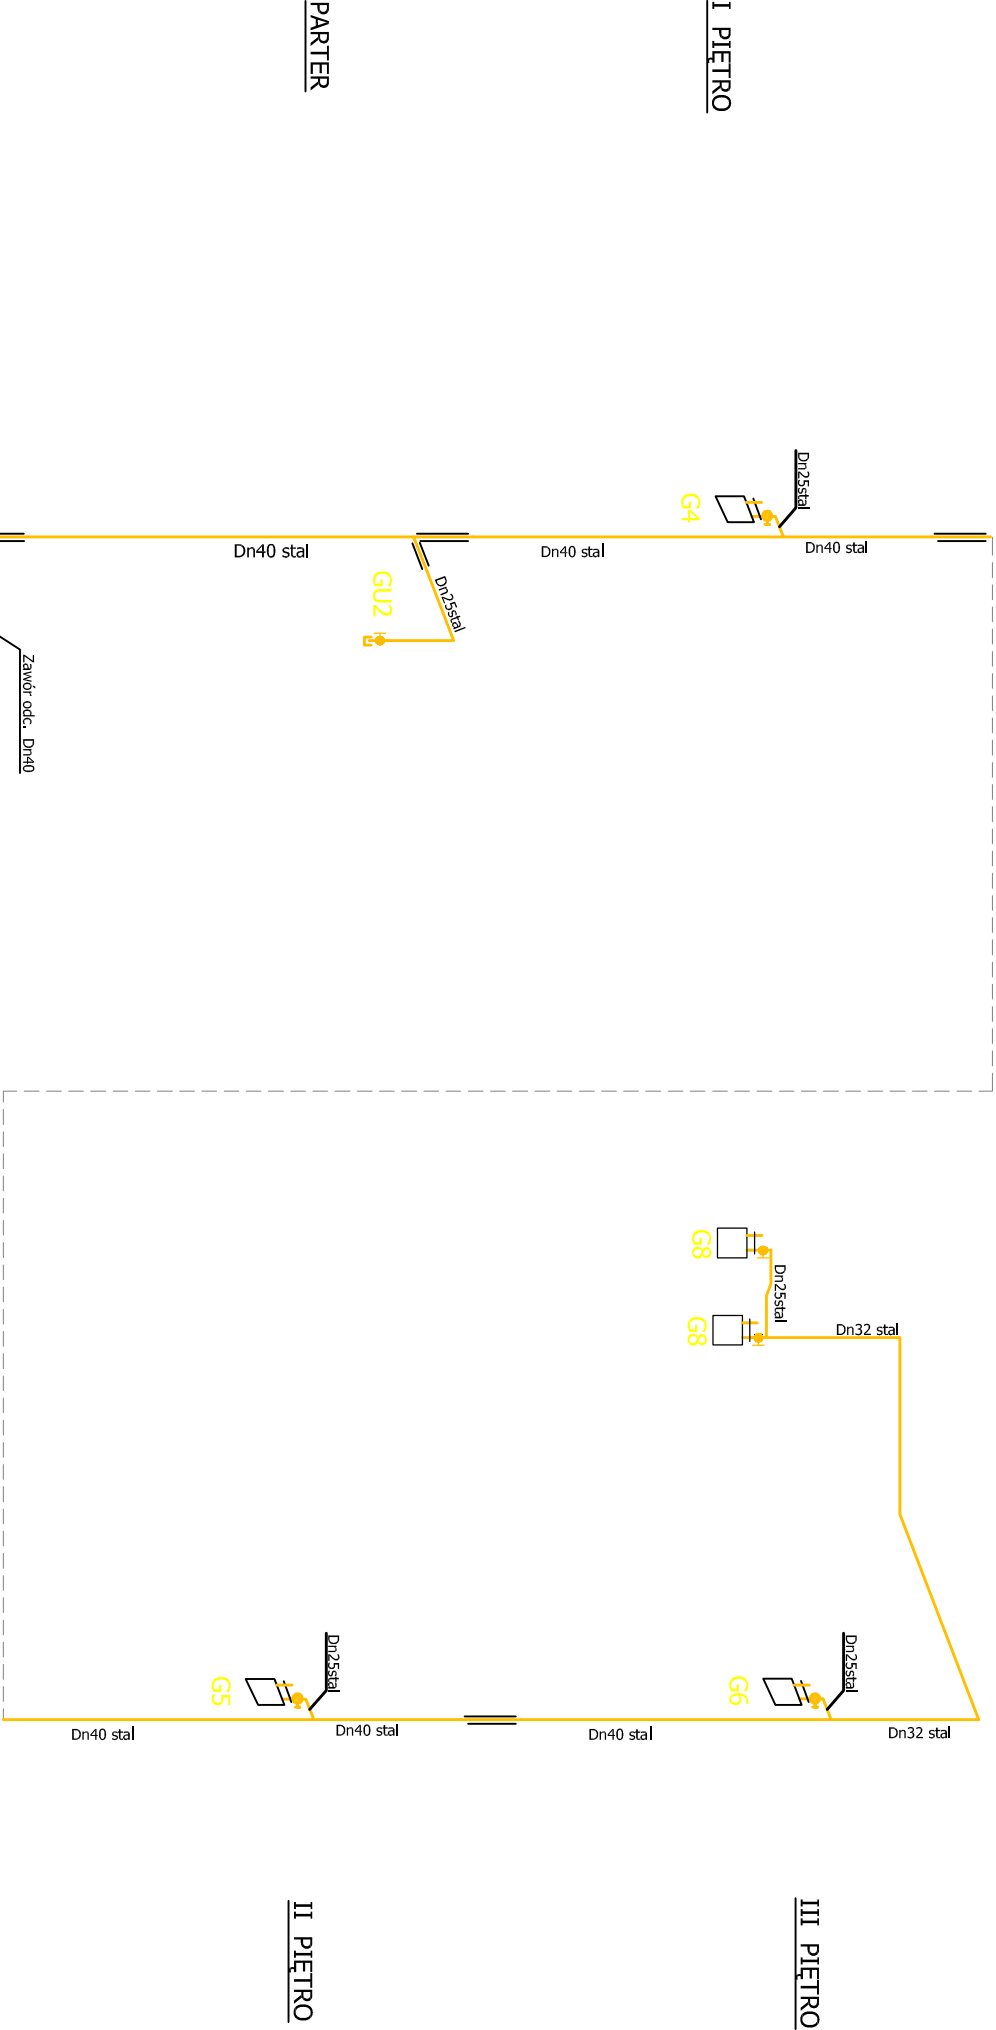 PARTER
I PIĘTRO
Dn25stal
G4
Dn40 stal
Dn40 stal
Dn40 stal
GU2
Dn25stal
Zawór odc. Dn40
G8
Dn25stal
G8
Dn32 stal
Dn25stal
G5
Dn25stal
G6
Dn40 stal
Dn40 stal
Dn40 stal
Dn32 stal
II PIĘTRO
III PIĘTRO